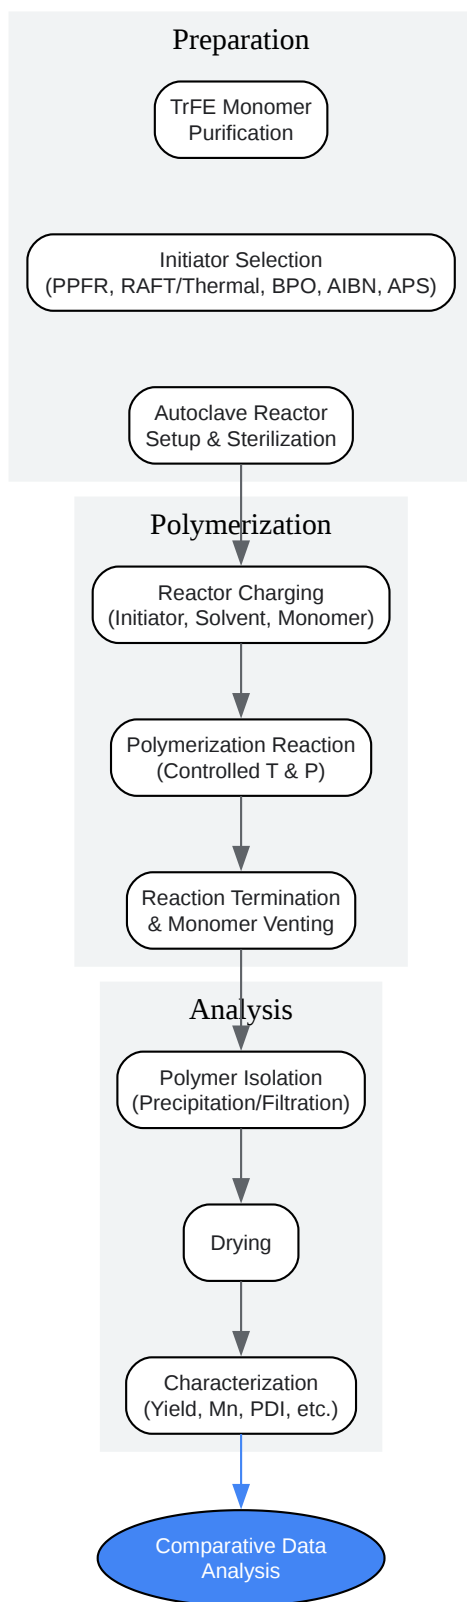 Preparation
TrFE Monomer
Purification
Initiator Selection
(PPFR, RAFT/Thermal, BPO, AIBN, APS)
Autoclave Reactor
Setup & Sterilization
Polymerization
Reactor Charging
(Initiator, Solvent, Monomer)
Polymerization Reaction
(Controlled T & P)
Reaction Termination
& Monomer Venting
Analysis
Polymer Isolation
(Precipitation/Filtration)
Drying
Characterization
(Yield, Mn, PDI, etc.)
Comparative Data
Analysis